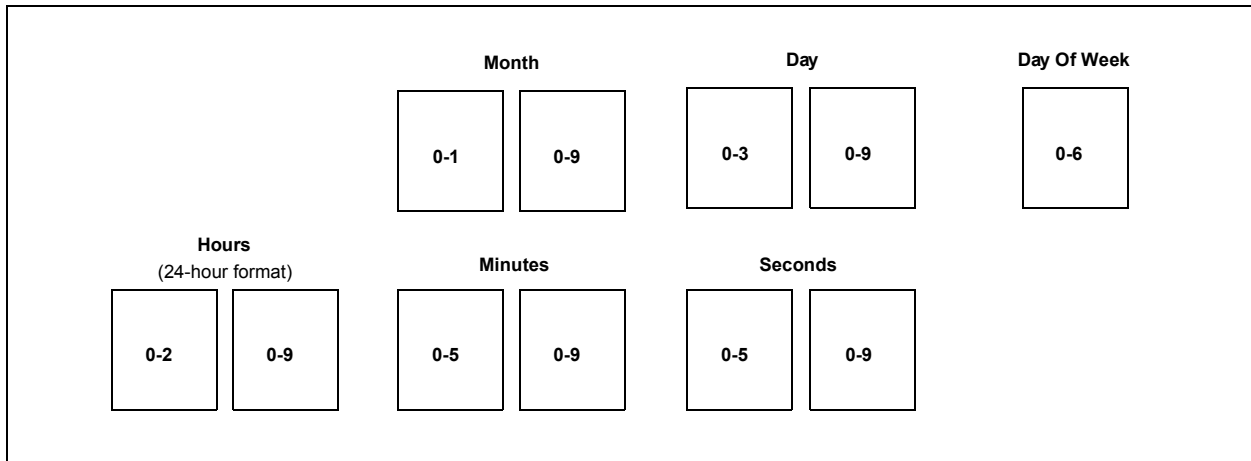 Month Day Day Of Week
0-1 0-9 0-3 0-9 0-6
Hours
(24-hour format)
Minutes Seconds
0-2 0-9 0-5 0-9 0-5 0-9